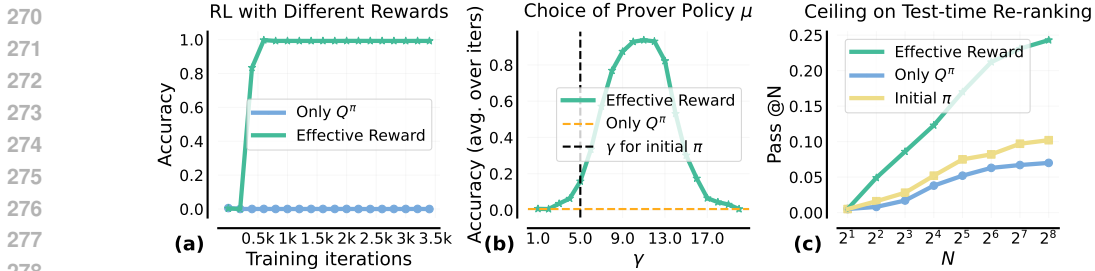 270
271
272
273
274
275
276
277
278
RL with Different Rewards
Accuracy
1.0
0.8
0.6
0.4
0.2
0.0
Only Q^π
Effective Reward
0.5k 1k 1.5k 2k 2.5k 3k 3.5k
(a)
Training iterations
Choice of Prover Policy μ
Accuracy (avg. over iters)
0.8
0.6
0.4
0.2
0.0
Effective Reward
Only Q^π
γ for initial π
1.0 5.0 9.0 13.0 17.0
(b)
γ
Ceiling on Test-time Re-ranking
Pass @N
0.25
0.20
0.15
0.10
0.05
0.00
Effective Reward
Only Q^π
Initial π
2^1 2^2 2^3 2^4 2^5 2^6 2^7 2^8
(c)
N